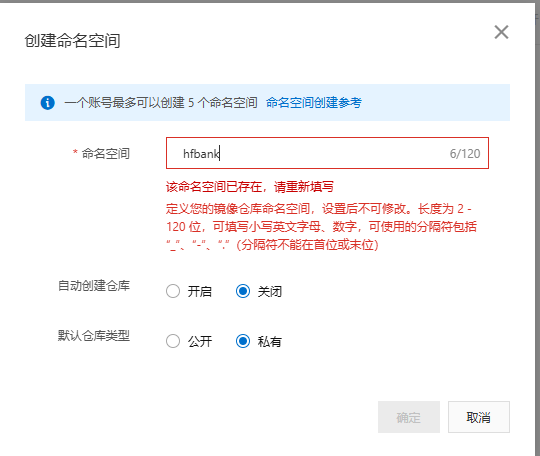 创建命名空间
一个账号最多可以创建 5 个命名空间 命名空间创建参考
* 命名空间 hfbank 6/120
该命名空间已存在，请重新填写
定义您的镜像仓库命名空间，设置后不可修改。长度为 2 -
120 位，可填写小写英文字母、数字，可使用的分隔符包括
“_”、“-”、“.”（分隔符不能在首位或末位）
自动创建仓库 开启 关闭
默认仓库类型 公开 私有
确定 取消